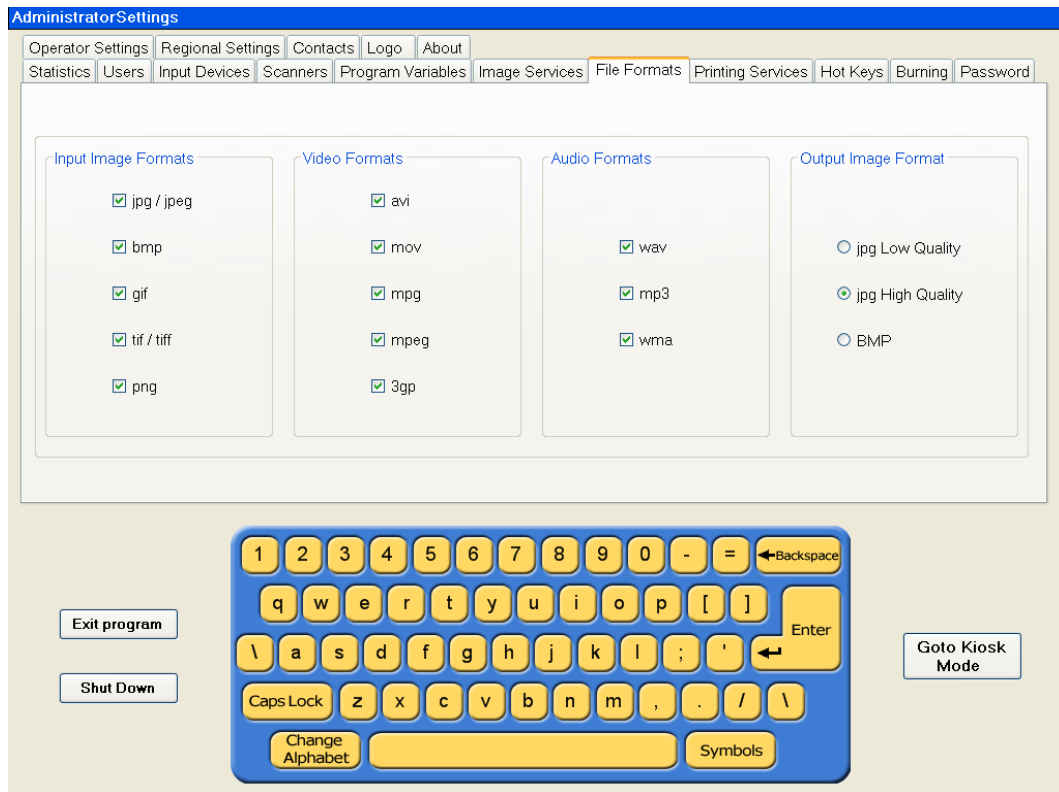 AdministratorSettings
Operator Settings Regional Settings Contacts Logo About
Statistics Users Input Devices Scanners Program Variables Image Services File Formats Printing Services Hot Keys Burning Password
Input Image Formats Video Formats Audio Formats Output Image Format
jpg / jpeg avi
bmp mov wav jpg Low Quality
gif mpg mp3 jpg High Quality
tif / tiff mpeg wma BMP
png 3gp
1 2 3 4 5 6 7 8 9 0 - = Backspace
q w e r t y u i o p [ ]
Enter
\ a s d f g h j k l ; '
Caps Lock z x c v b n m , . / \
Change
Alphabet
Symbols
Exit program
Shut Down
Goto Kiosk
Mode